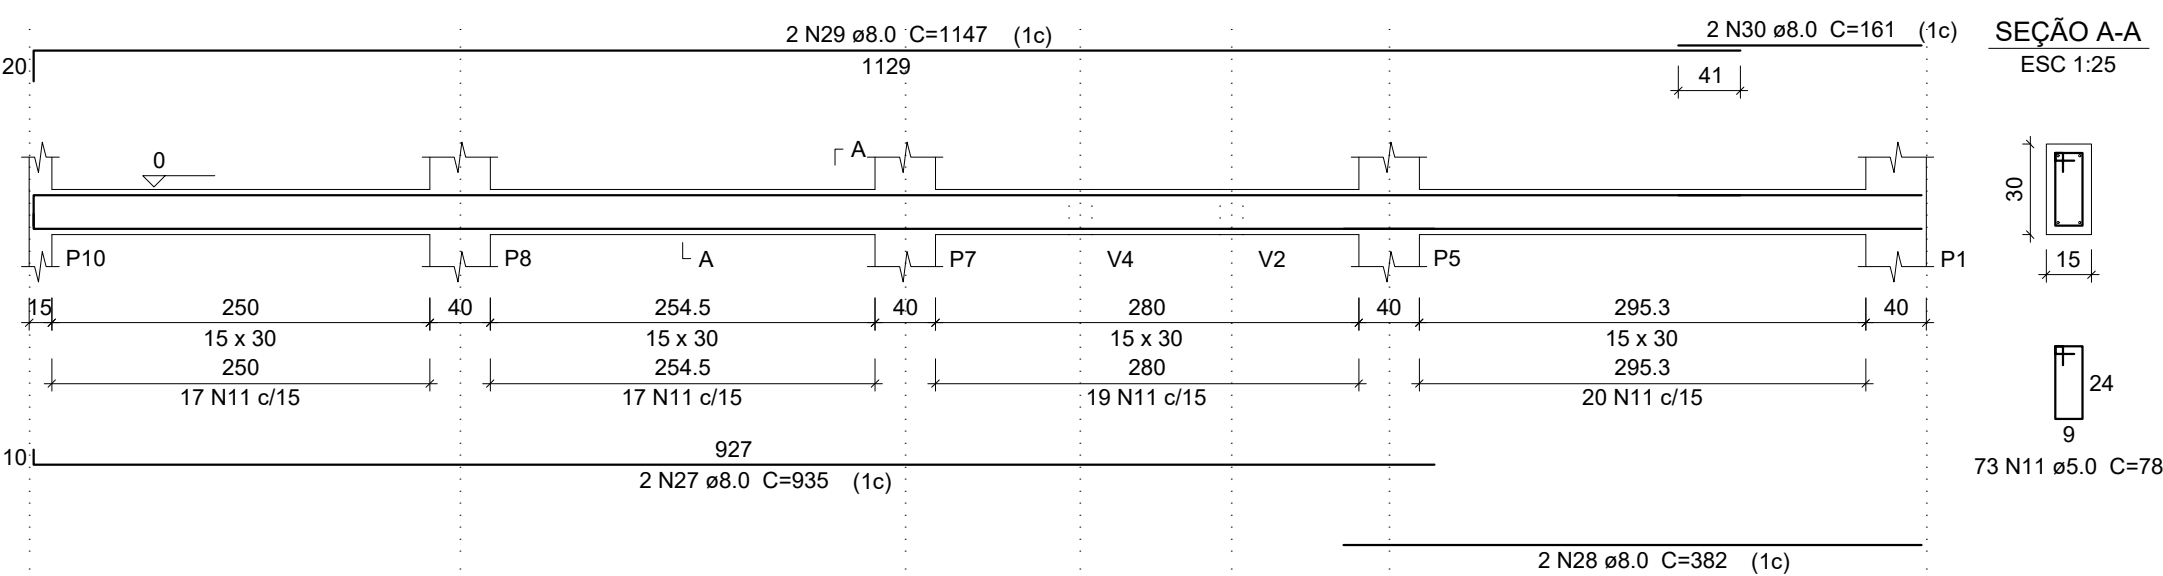 2 N29 ø8.0 C=1147 (1c)
2 N30 ø8.0 C=161 (1c)
SEÇÃO A-A
ESC 1:25
20
1129
41
0
A
30
P10
P8
A
P7
V4
V2
P5
P1
15
15
250
40
254.5
40
280
40
295.3
40
15 x 30
15 x 30
15 x 30
15 x 30
250
254.5
280
295.3
17 N11 c/15
17 N11 c/15
19 N11 c/15
20 N11 c/15
24
9
73 N11 ø5.0 C=78
10
927
2 N27 ø8.0 C=935 (1c)
2 N28 ø8.0 C=382 (1c)